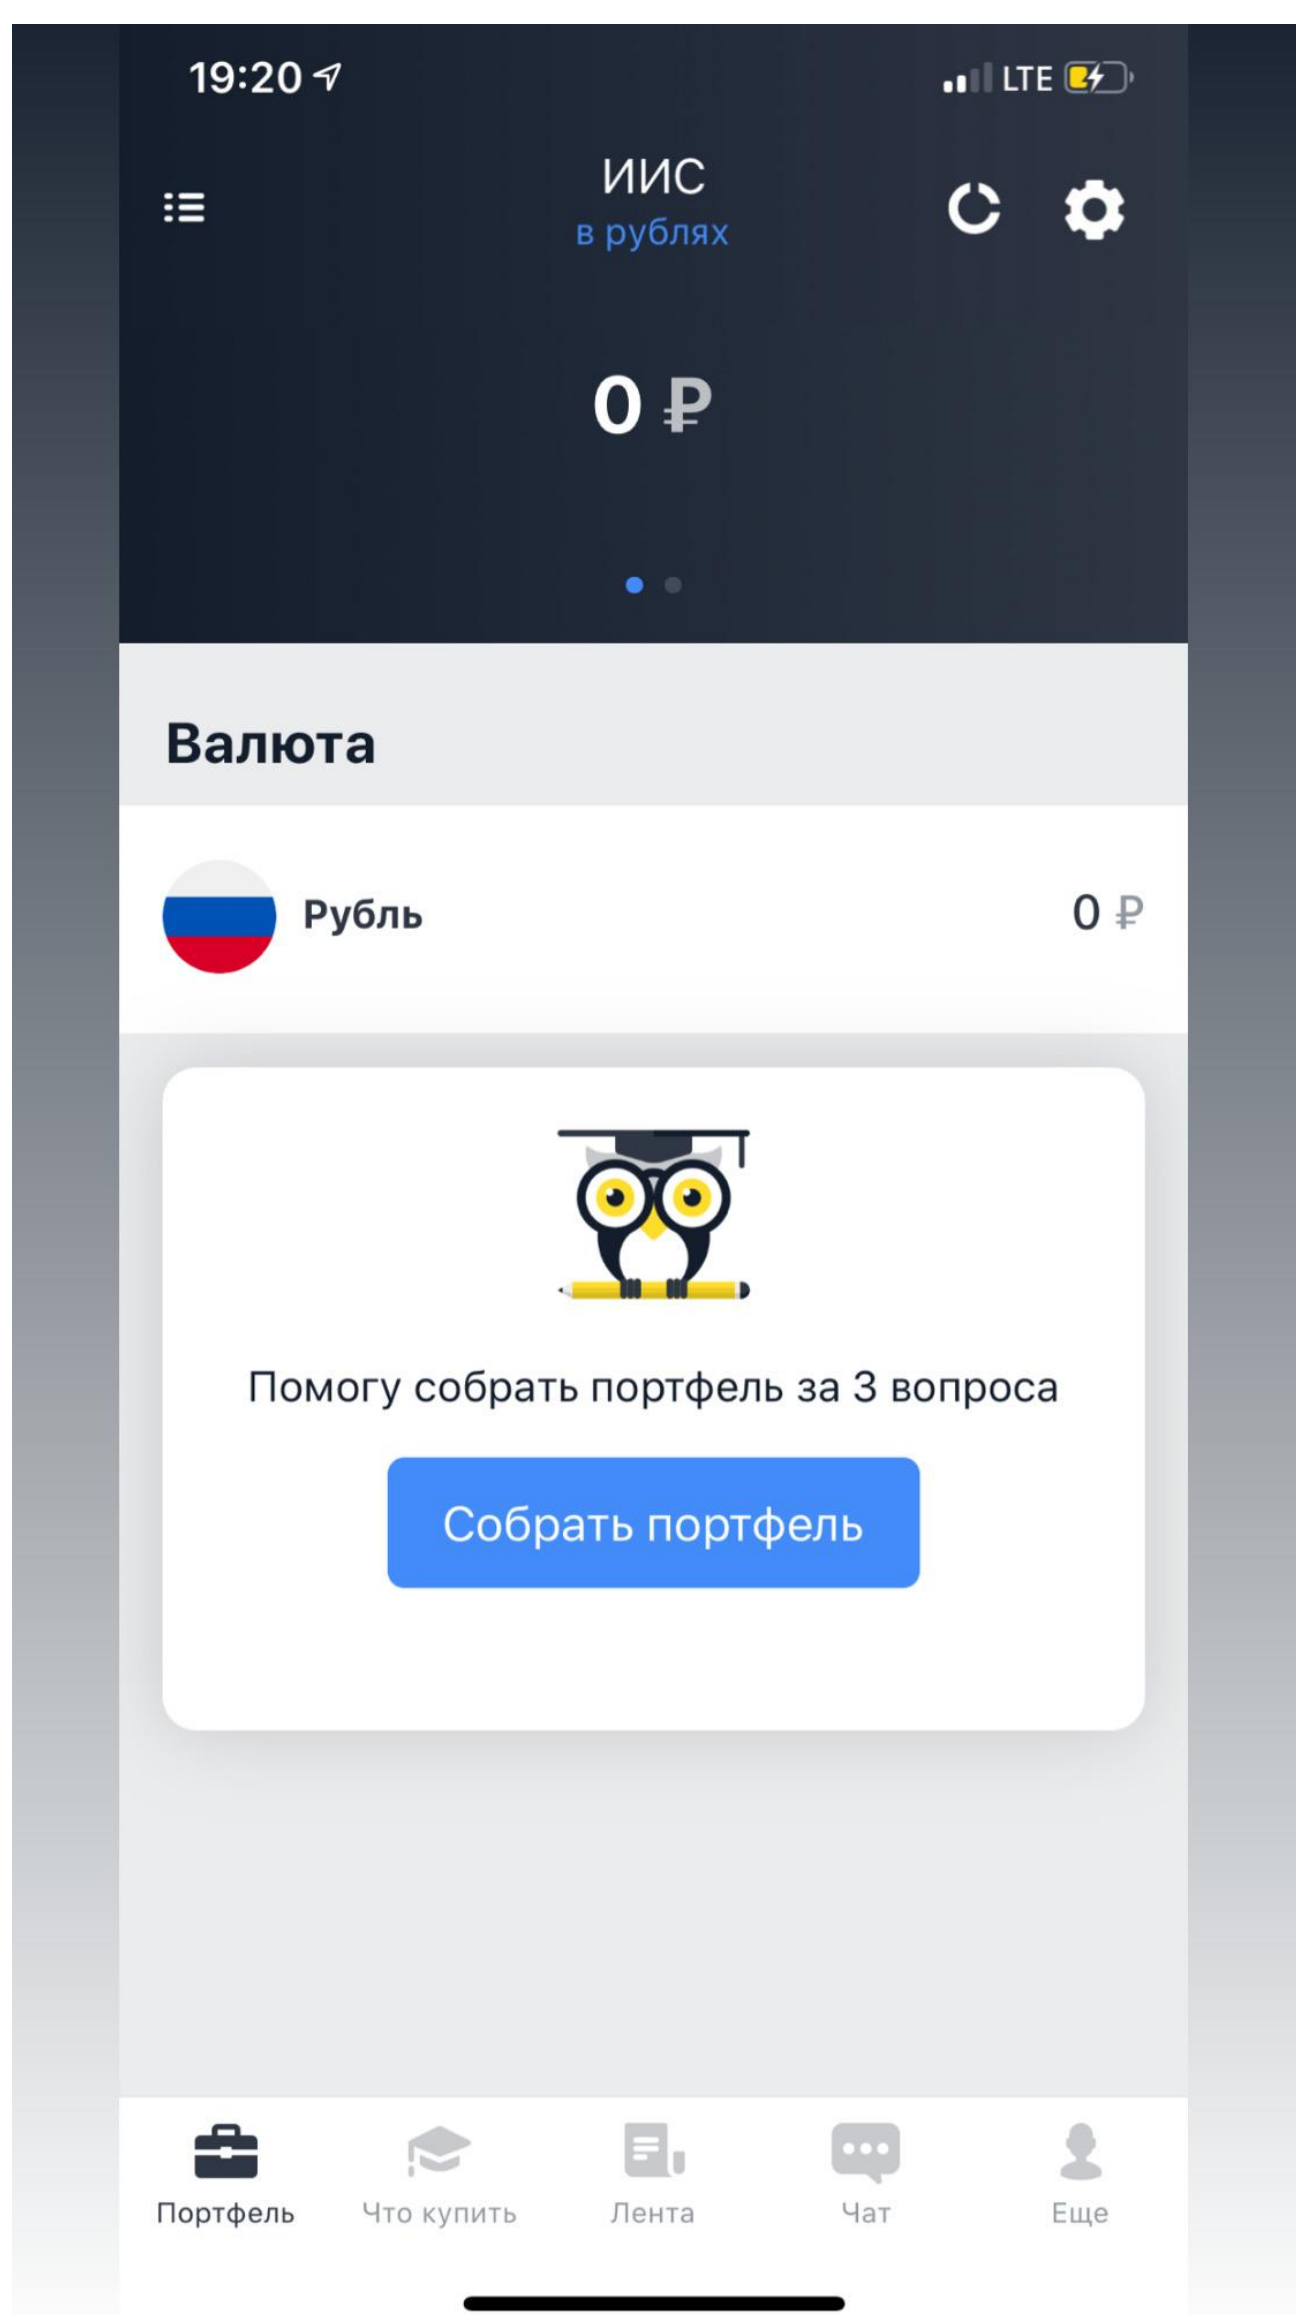 19:20
LTE
ИИС
в рублях
0 ₽
Валюта
Рубль
0 ₽
Помогу собрать портфель за 3 вопроса
Собрать портфель
Портфель
Что купить
Лента
Чат
Еще